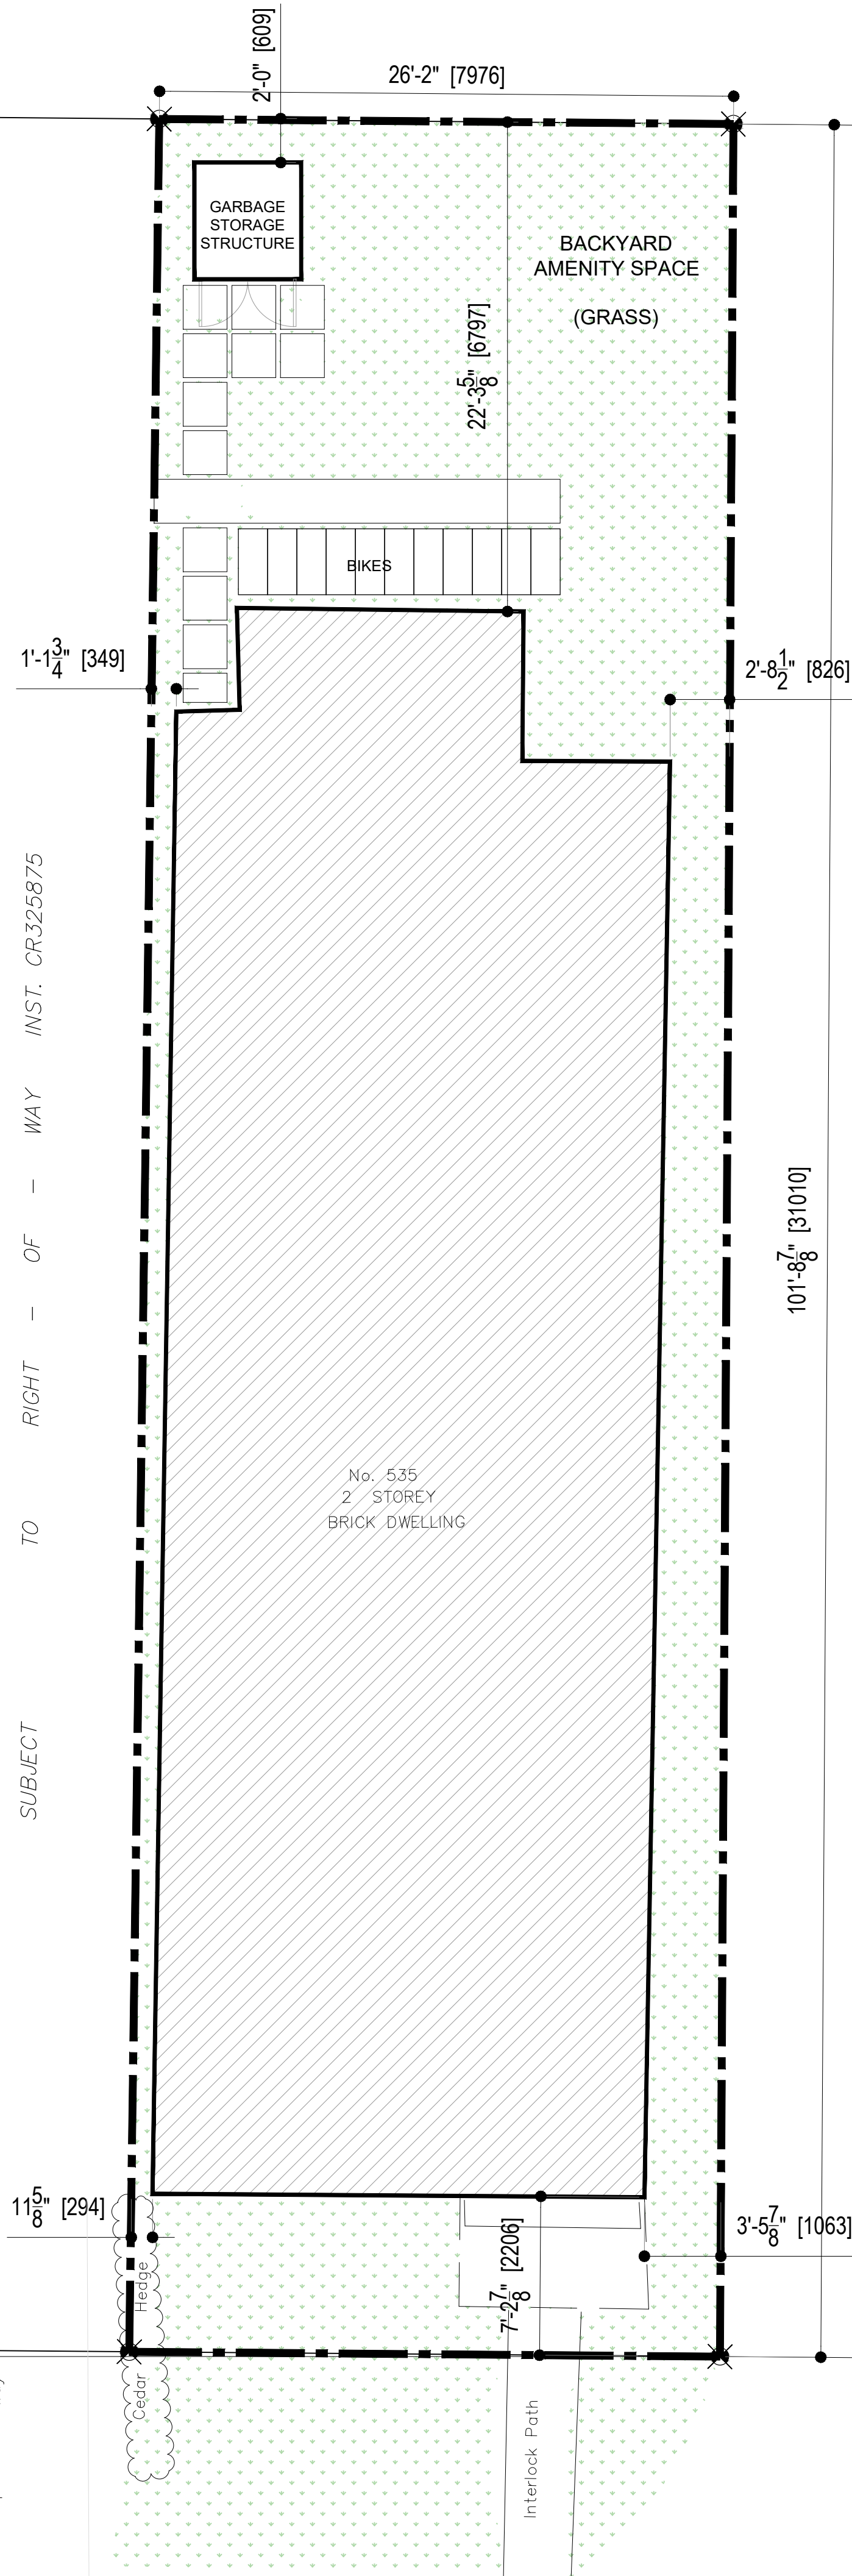 2'-0" [609]
26'-2" [7976]
GARBAGE
STORAGE
STRUCTURE
BACKYARD
AMENITY SPACE
(GRASS)
22'-3 5/8" [6797]
BIKES
1'-1 3/4" [349]
2'-8 1/2" [826]
SUBJECT TO RIGHT - OF - WAY INST. CR325875
101'-8 7/8" [31010]
No. 535
2 STOREY
BRICK DWELLING
11 5/8" [294]
3'-5 7/8" [1063]
7'-2 7/8" [2206]
Cedar Hedge
Interlock Path